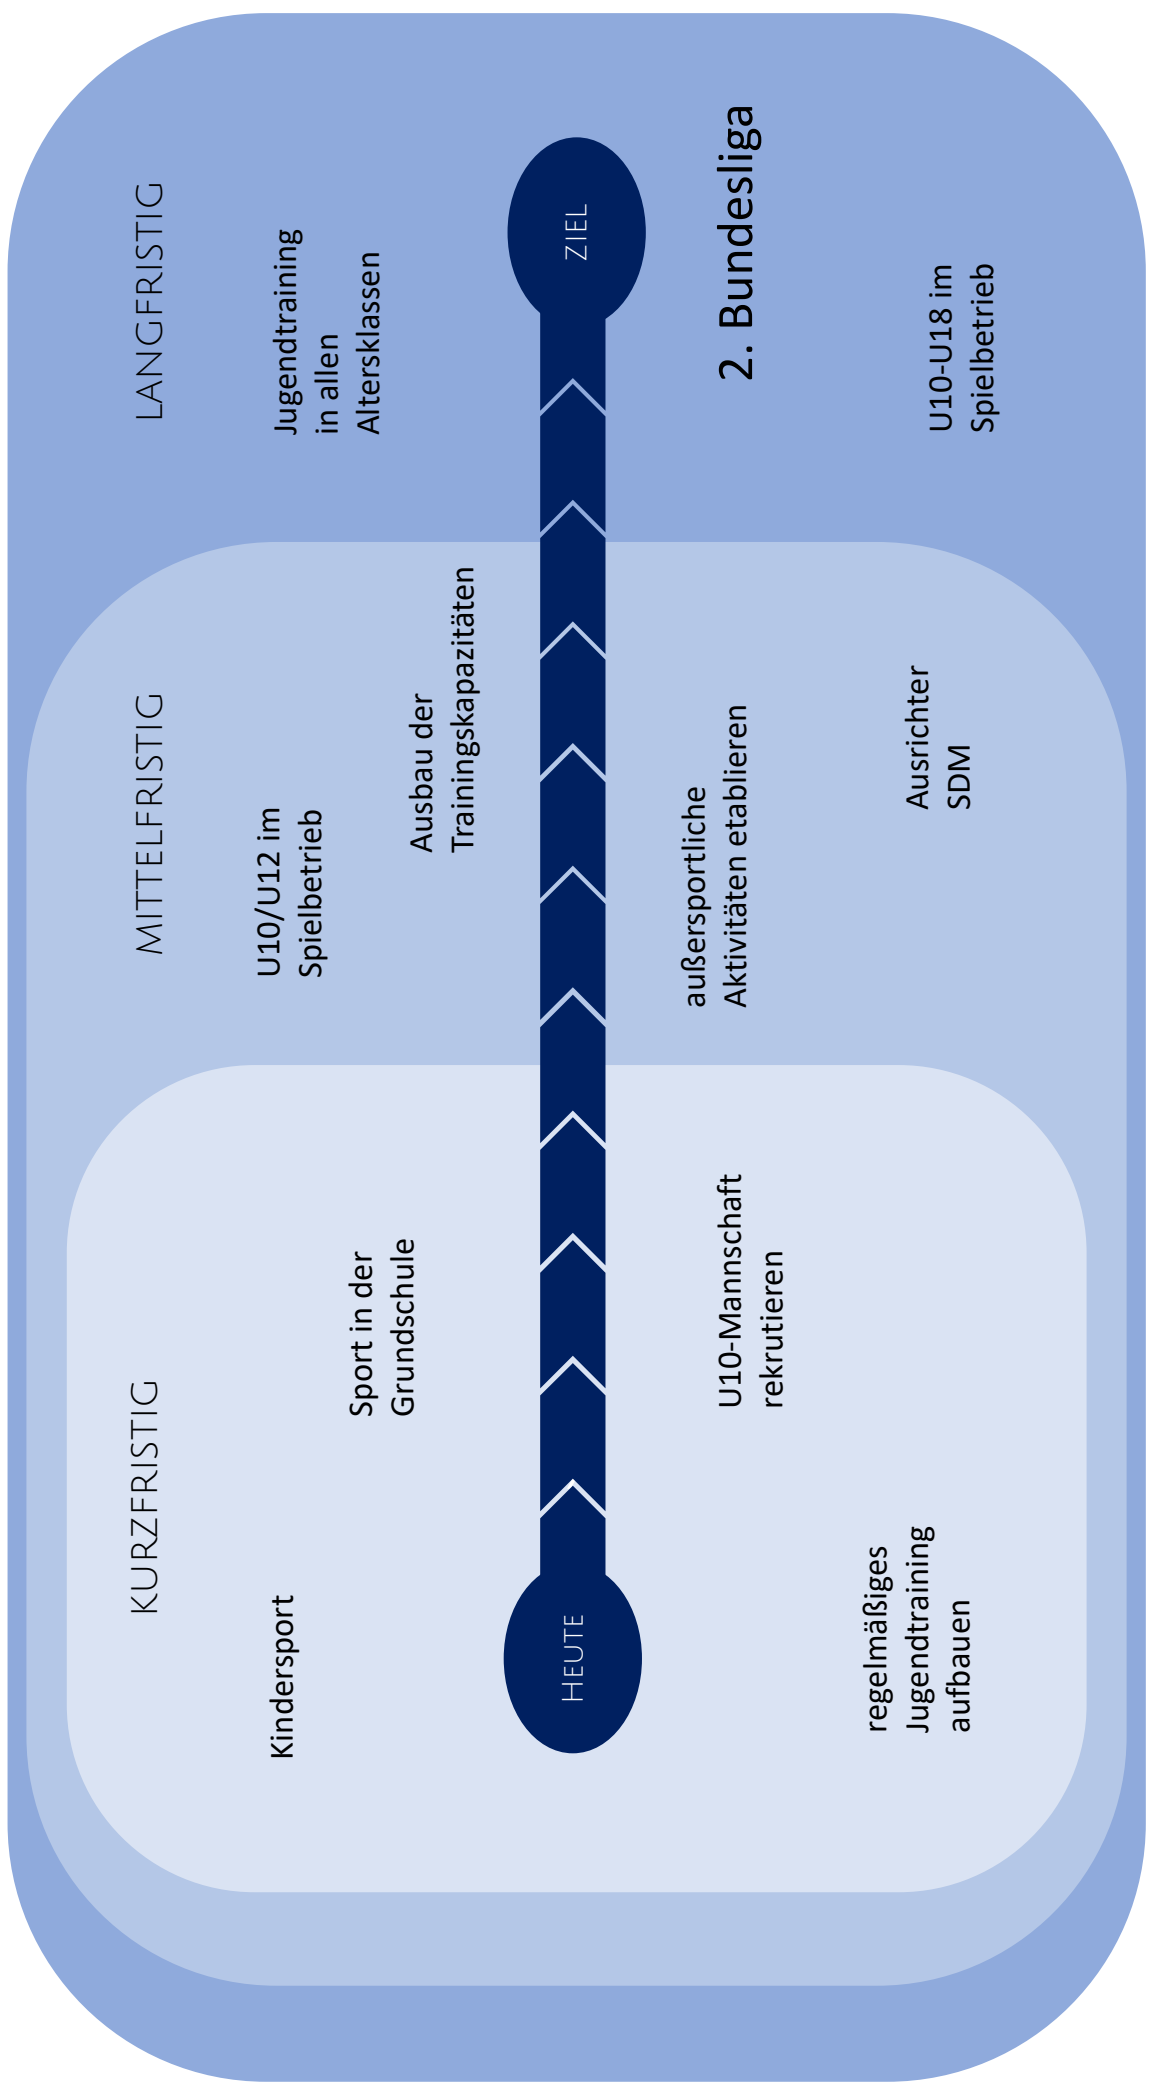 KURZFRISTIG
Kindersport
Sport in der
Grundschule
HEUTE
U10-Mannschaft
rekrutieren
regelmäßiges
Jugendtraining
aufbauen
MITTELFRISTIG
U10/U12 im
Spielbetrieb
Ausbau der
Trainingskapazitäten
außersportliche
Aktivitäten etablieren
Ausrichter
SDM
LANGFRISTIG
Jugendtraining
in allen
Altersklassen
ZIEL
2. Bundesliga
U10-U18 im
Spielbetrieb